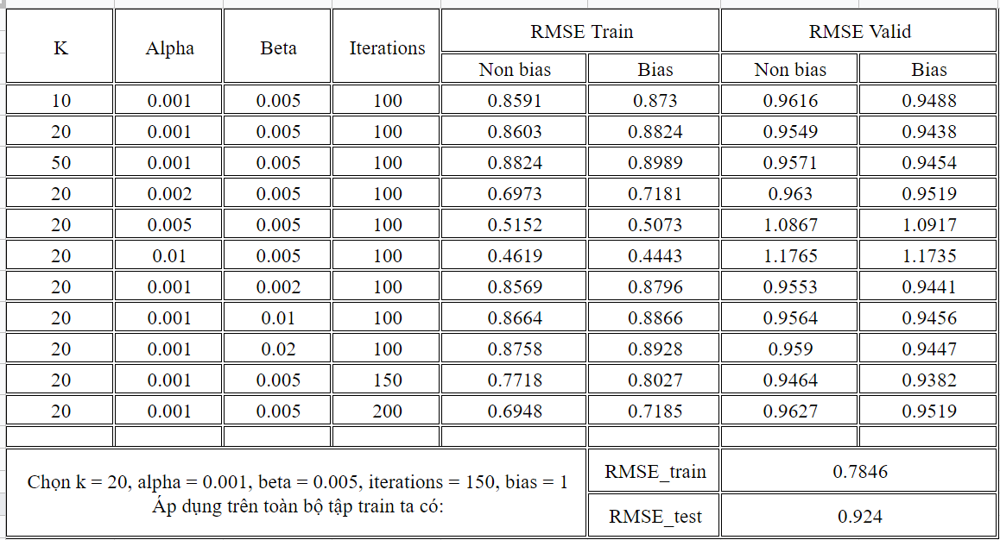 K Alpha Beta Iterations RMSE Train RMSE Valid
Non bias Bias Non bias Bias
10 0.001 0.005 100 0.8591 0.873 0.9616 0.9488
20 0.001 0.005 100 0.8603 0.8824 0.9549 0.9438
50 0.001 0.005 100 0.8824 0.8989 0.9571 0.9454
20 0.002 0.005 100 0.6973 0.7181 0.963 0.9519
20 0.005 0.005 100 0.5152 0.5073 1.0867 1.0917
20 0.01 0.005 100 0.4619 0.4443 1.1765 1.1735
20 0.001 0.002 100 0.8569 0.8796 0.9553 0.9441
20 0.001 0.01 100 0.8664 0.8866 0.9564 0.9456
20 0.001 0.02 100 0.8758 0.8928 0.959 0.9447
20 0.001 0.005 150 0.7718 0.8027 0.9464 0.9382
20 0.001 0.005 200 0.6948 0.7185 0.9627 0.9519
Chọn k = 20, alpha = 0.001, beta = 0.005, iterations = 150, bias = 1
Áp dụng trên toàn bộ tập train ta có:
RMSE_train 0.7846
RMSE_test 0.924